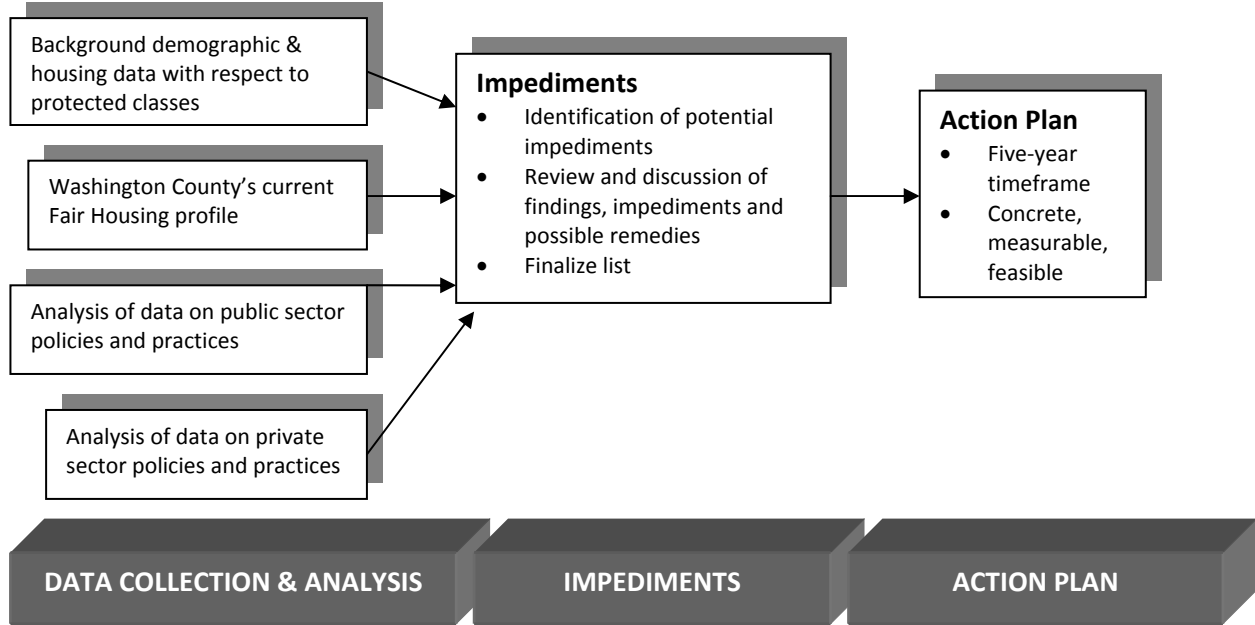 Background demographic &
housing data with respect to
protected classes
Washington County’s current
Fair Housing profile
Analysis of data on public sector
policies and practices
Analysis of data on private
sector policies and practices
Impediments
• Identification of potential
impediments
• Review and discussion of
findings, impediments and
possible remedies
• Finalize list
Action Plan
• Five-year
timeframe
• Concrete,
measurable,
feasible
DATA COLLECTION & ANALYSIS
IMPEDIMENTS
ACTION PLAN